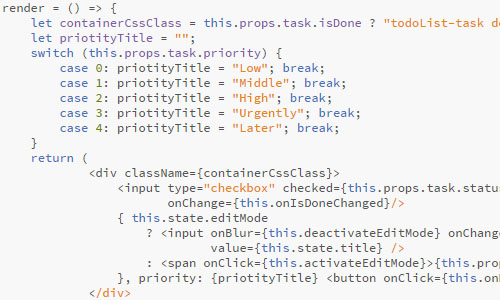 render = () => {
let containerCssClass = this.props.task.isDone ? "todoList-task do
let priotityTitle = "";
switch (this.props.task.priority) {
case 0: priotityTitle = "Low"; break;
case 1: priotityTitle = "Middle"; break;
case 2: priotityTitle = "High"; break;
case 3: priotityTitle = "Urgently"; break;
case 4: priotityTitle = "Later"; break;
}
return (
<div className={containerCssClass}>
<input type="checkbox" checked={this.props.task.statu
onChange={this.onIsDoneChanged}/>
{ this.state.editMode
? <input onBlur={this.deactivateEditMode} onChang
value={this.state.title} />
: <span onClick={this.activateEditMode}>{this.pro
}, priority: {priotityTitle} <button onClick={this.on
</div>